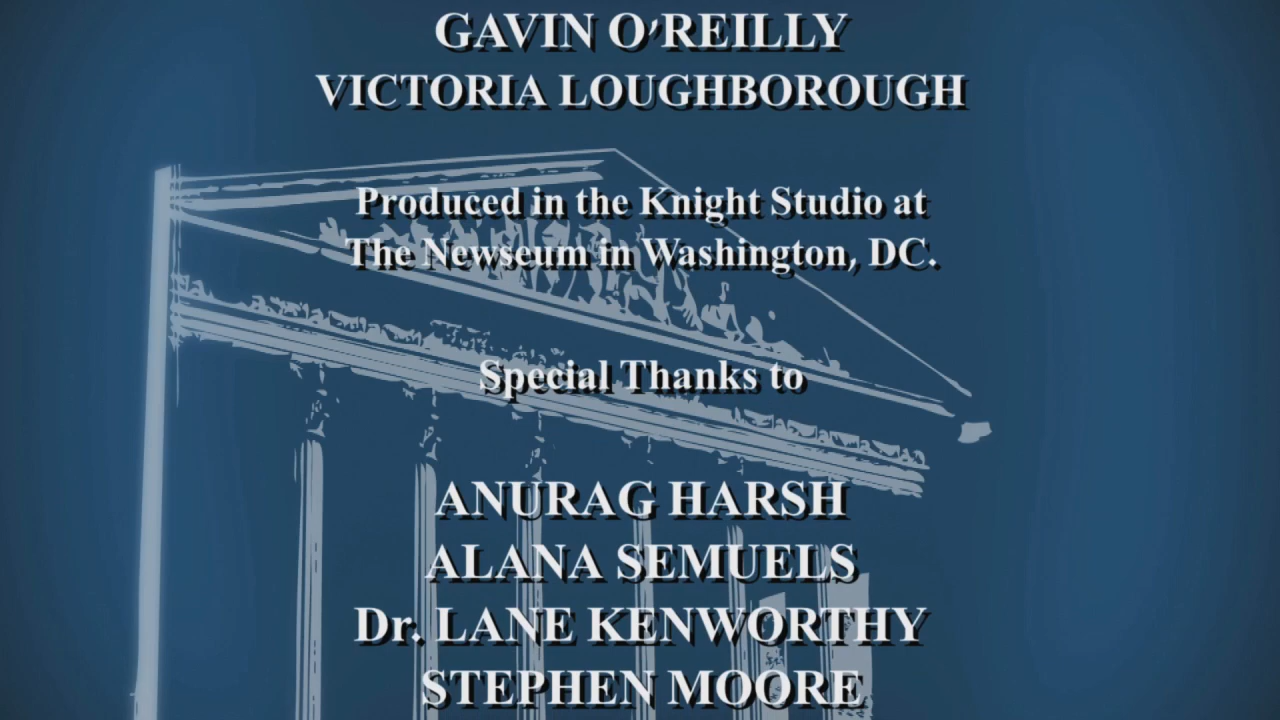 GAVIN O'REILLY
VICTORIA LOUGHBOROUGH
Produced in the Knight Studio at
The Newseum in Washington, DC.
Special Thanks to
ANURAG HARSH
ALANA SEMUELS
Dr. LANE KENWORTHY
STEPHEN MOORE